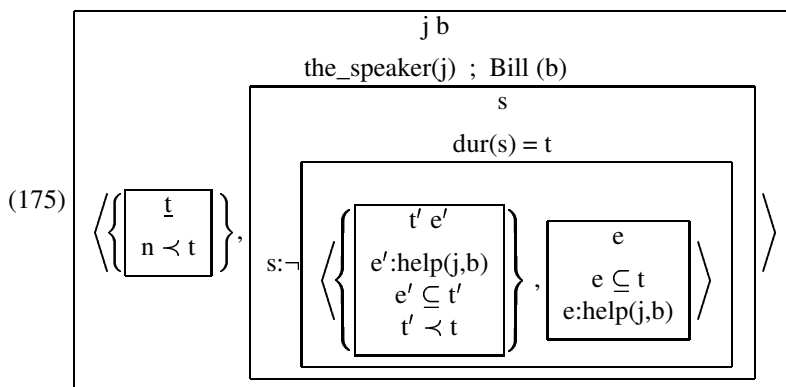 j b
the_speaker(j) ; Bill (b)
s
dur(s) = t
(175) ⟨ { t̲ n ≺ t } , s:¬ ⟨ { t′ e′
e′:help(j,b)
e′ ⊆ t′
t′ ≺ t } , e
e ⊆ t
e:help(j,b) ⟩ ⟩